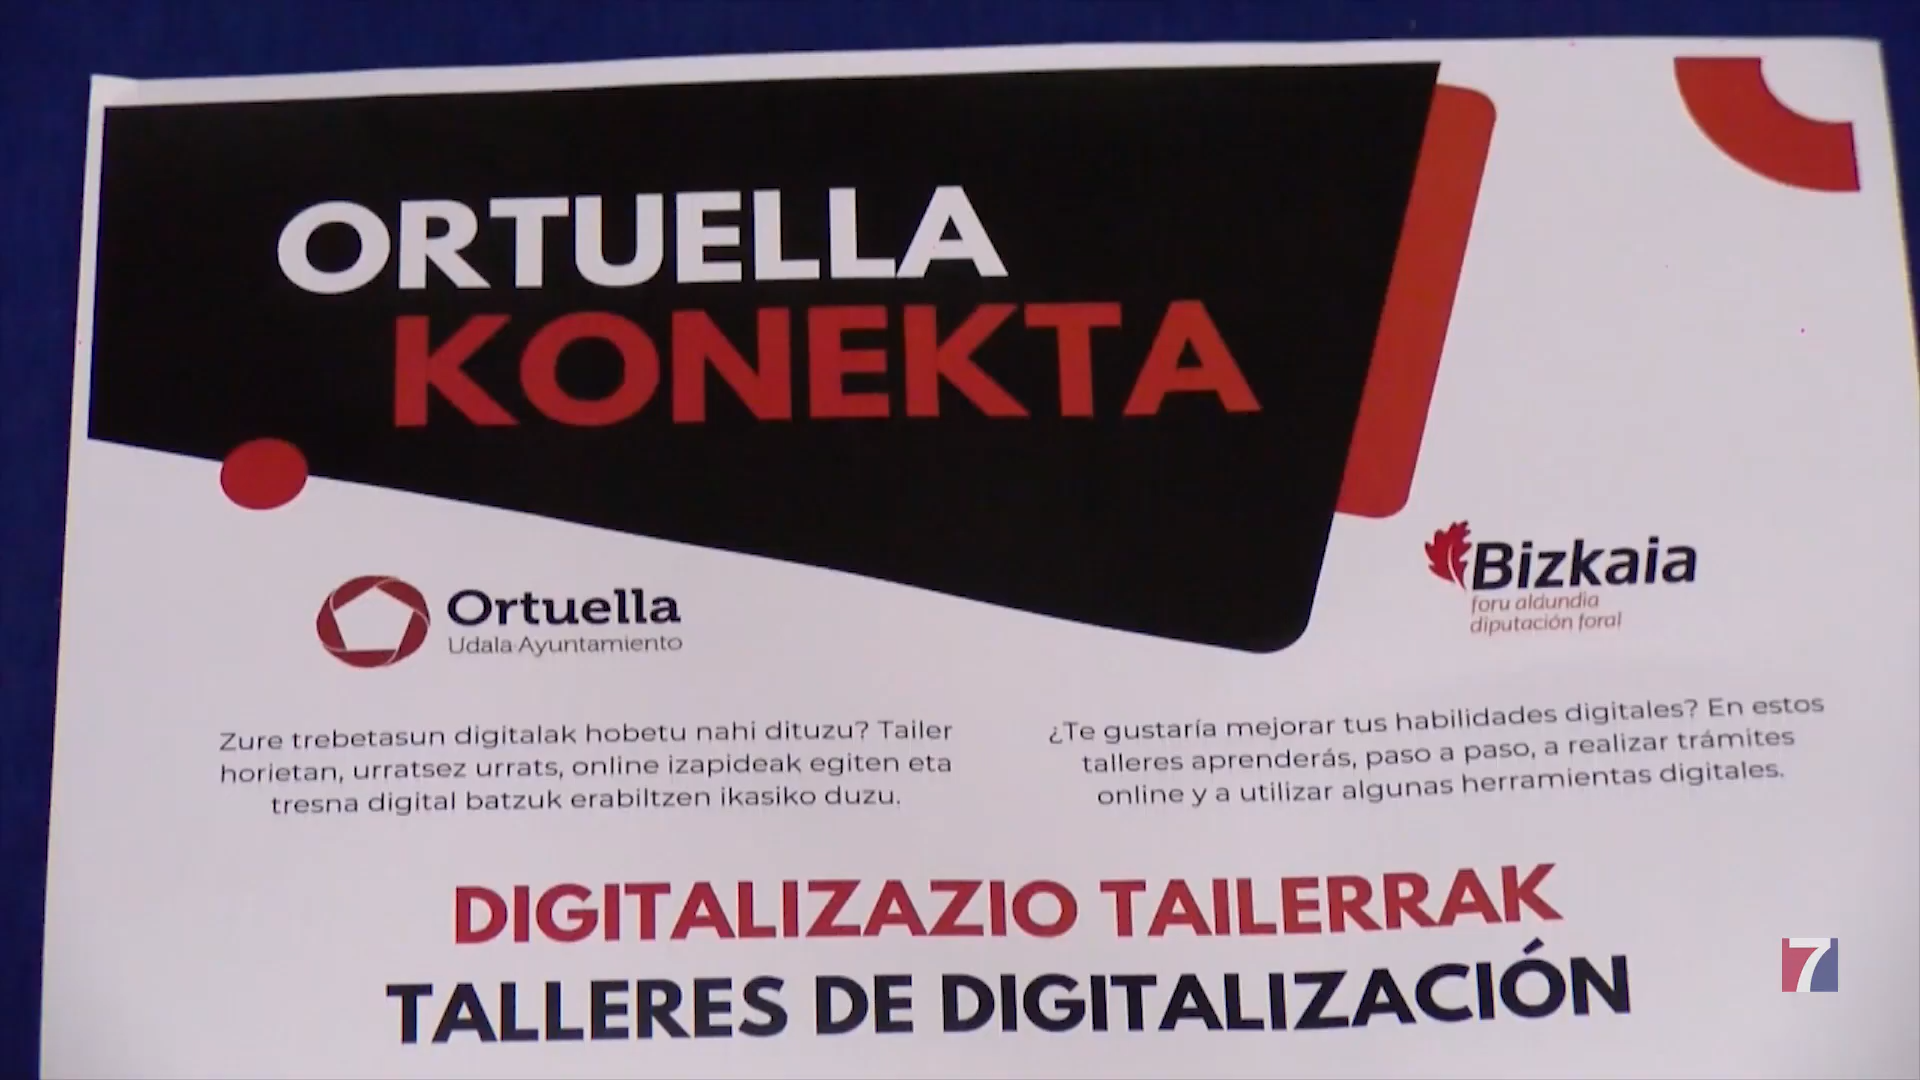 ORTUELLA
KONEKTA
Ortuella
Udala·Ayuntamiento
Bizkaia
foru aldundia
diputación foral
Zure trebetasun digitalak hobetu nahi dituzu? Tailer
horietan, urratsez urrats, online izapideak egiten eta
tresna digital batzuk erabiltzen ikasiko duzu.
¿Te gustaría mejorar tus habilidades digitales? En estos
talleres aprenderás, paso a paso, a realizar trámites
online y a utilizar algunas herramientas digitales.
DIGITALIZAZIO TAILERRAK
TALLERES DE DIGITALIZACIÓN
7